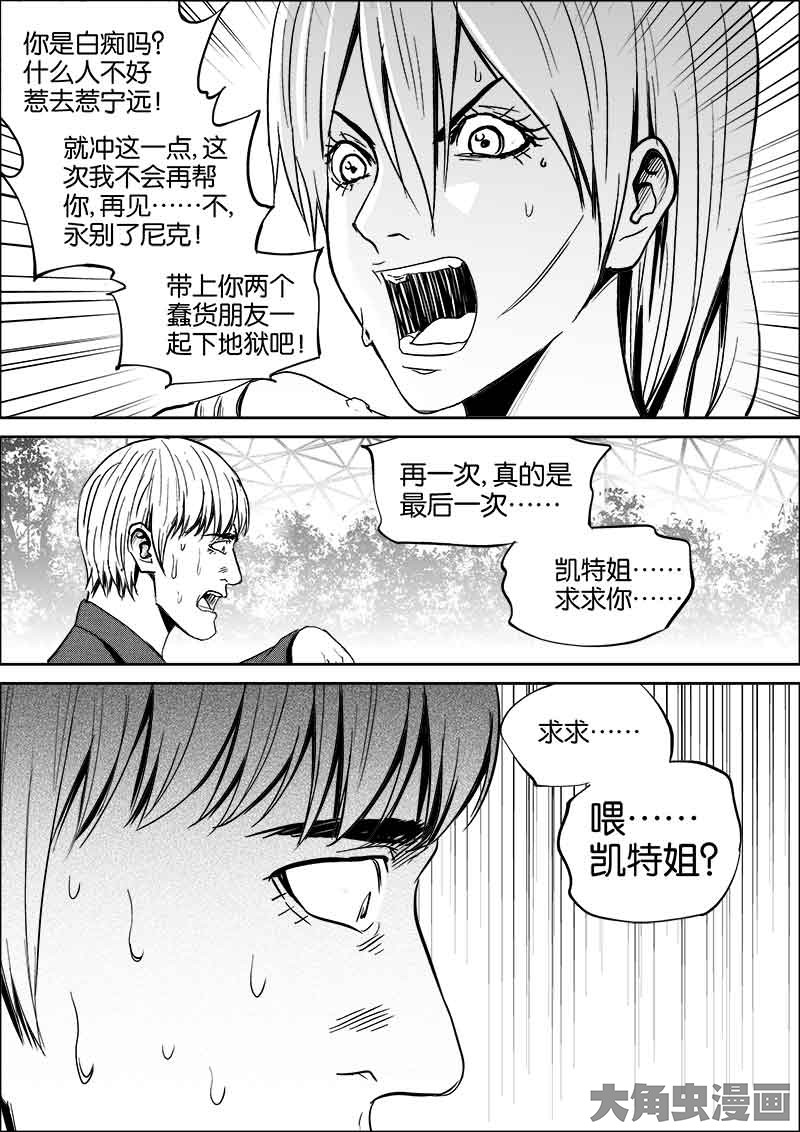 你是白痴吗?
什么人不好
惹去惹宁远!
就冲这一点,这
次我不会再帮
你,再见……不,
永别了尼克!
带上你两个
蠢货朋友一
起下地狱吧!
再一次,真的是
最后一次……
凯特姐……
求求你……
求求……
喂……
凯特姐?
大角虫漫画